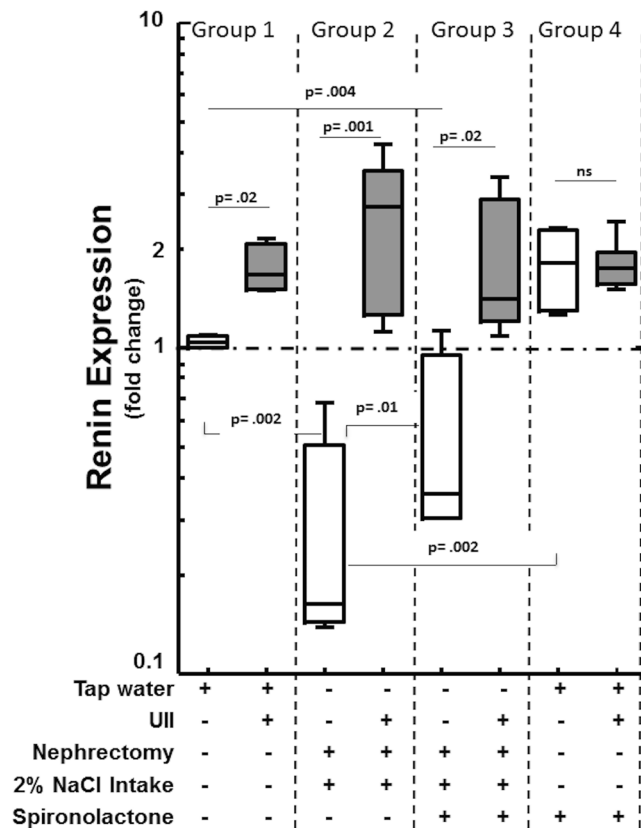 10
Group 1 Group 2 Group 3 Group 4
p= .004
p= .001
p= .02
ns
p= .02
2
Renin Expression
(fold change)
1
p= .002
p= .01
p= .002
0.1
Tap water + + - - - - + +
UII - + - + - + - +
Nephrectomy - - + + + + - -
2% NaCl Intake - - + + + + - -
Spironolactone - - - - + + + +